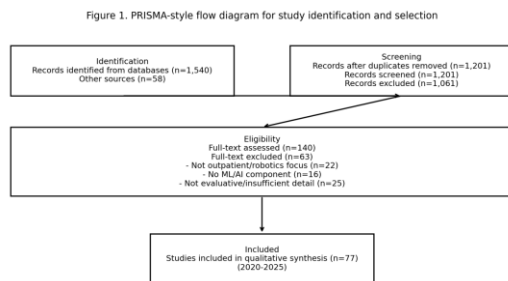 Figure 1. PRISMA-style flow diagram for study identification and selection
Identification
Records identified from databases (n=1,540)
Other sources (n=58)
Screening
Records after duplicates removed (n=1,201)
Records screened (n=1,201)
Records excluded (n=1,061)
Eligibility
Full-text assessed (n=140)
Full-text excluded (n=63)
- Not outpatient/robotics focus (n=22)
- No ML/AI component (n=16)
- Not evaluative/insufficient detail (n=25)
Included
Studies included in qualitative synthesis (n=77)
(2020-2025)